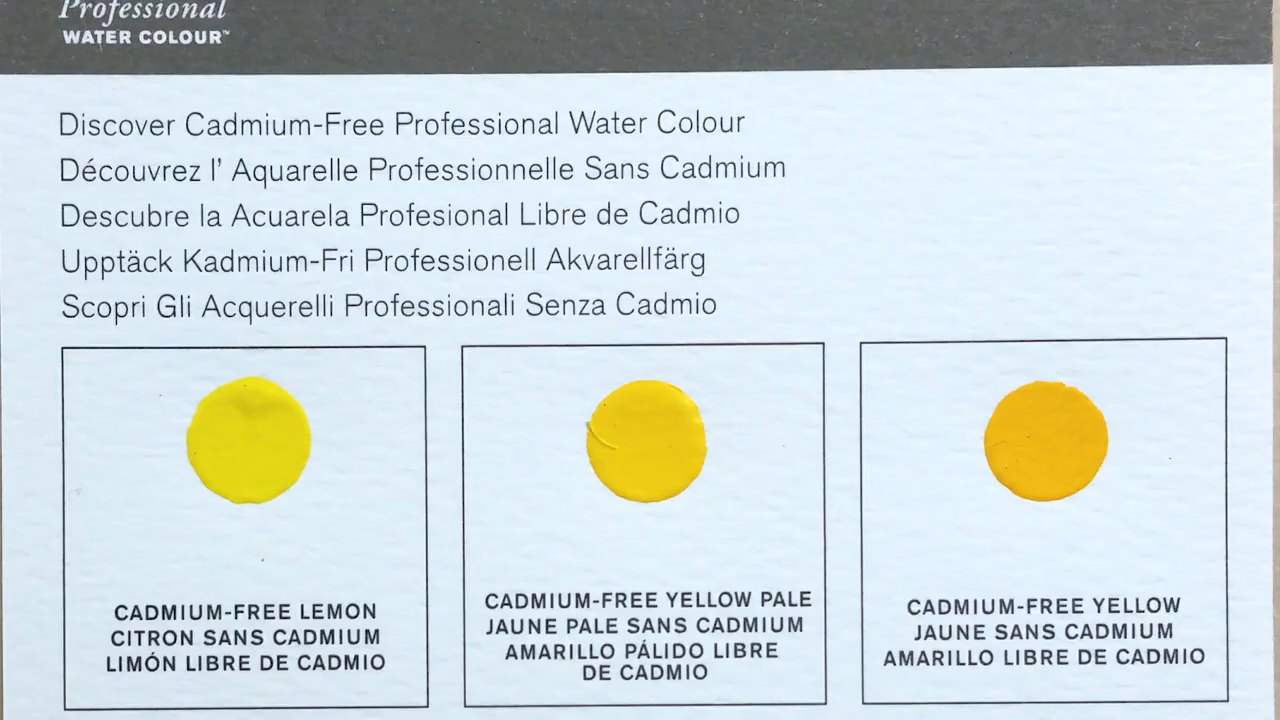 Professional
WATER COLOUR™
Discover Cadmium-Free Professional Water Colour
Découvrez l' Aquarelle Professionnelle Sans Cadmium
Descubre la Acuarela Profesional Libre de Cadmio
Upptäck Kadmium-Fri Professionell Akvarellfärg
Scopri Gli Acquerelli Professionali Senza Cadmio
CADMIUM-FREE LEMON
CITRON SANS CADMIUM
LIMÓN LIBRE DE CADMIO
CADMIUM-FREE YELLOW PALE
JAUNE PALE SANS CADMIUM
AMARILLO PÁLIDO LIBRE
DE CADMIO
CADMIUM-FREE YELLOW
JAUNE SANS CADMIUM
AMARILLO LIBRE DE CADMIO